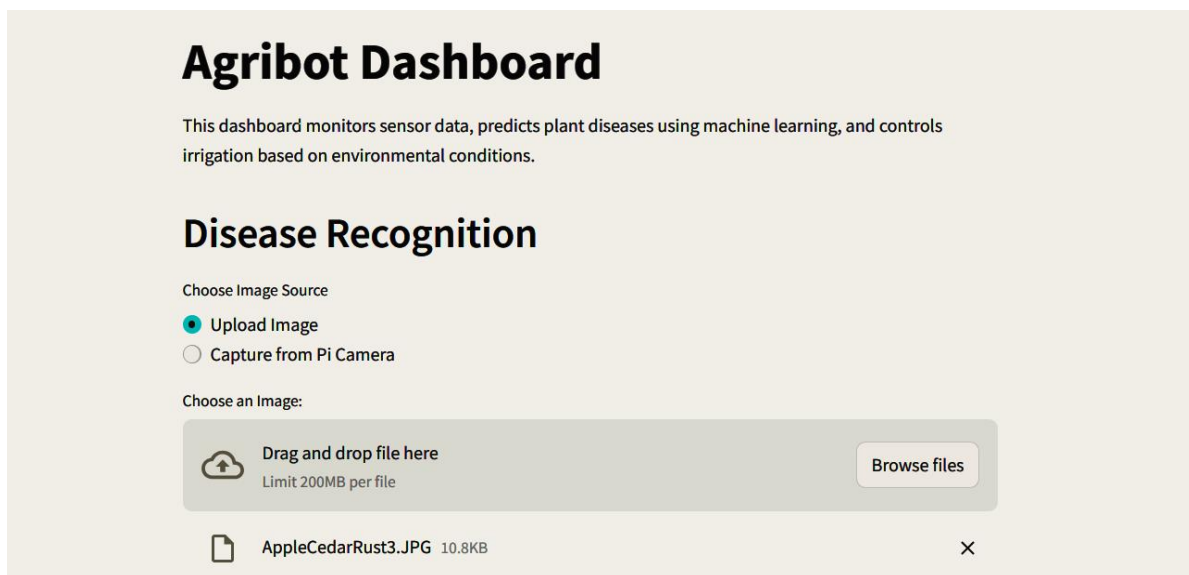 Agribot Dashboard
This dashboard monitors sensor data, predicts plant diseases using machine learning, and controls
irrigation based on environmental conditions.
Disease Recognition
Choose Image Source
Upload Image
Capture from Pi Camera
Choose an Image:
Drag and drop file here
Limit 200MB per file
Browse files
AppleCedarRust3.JPG 10.8KB